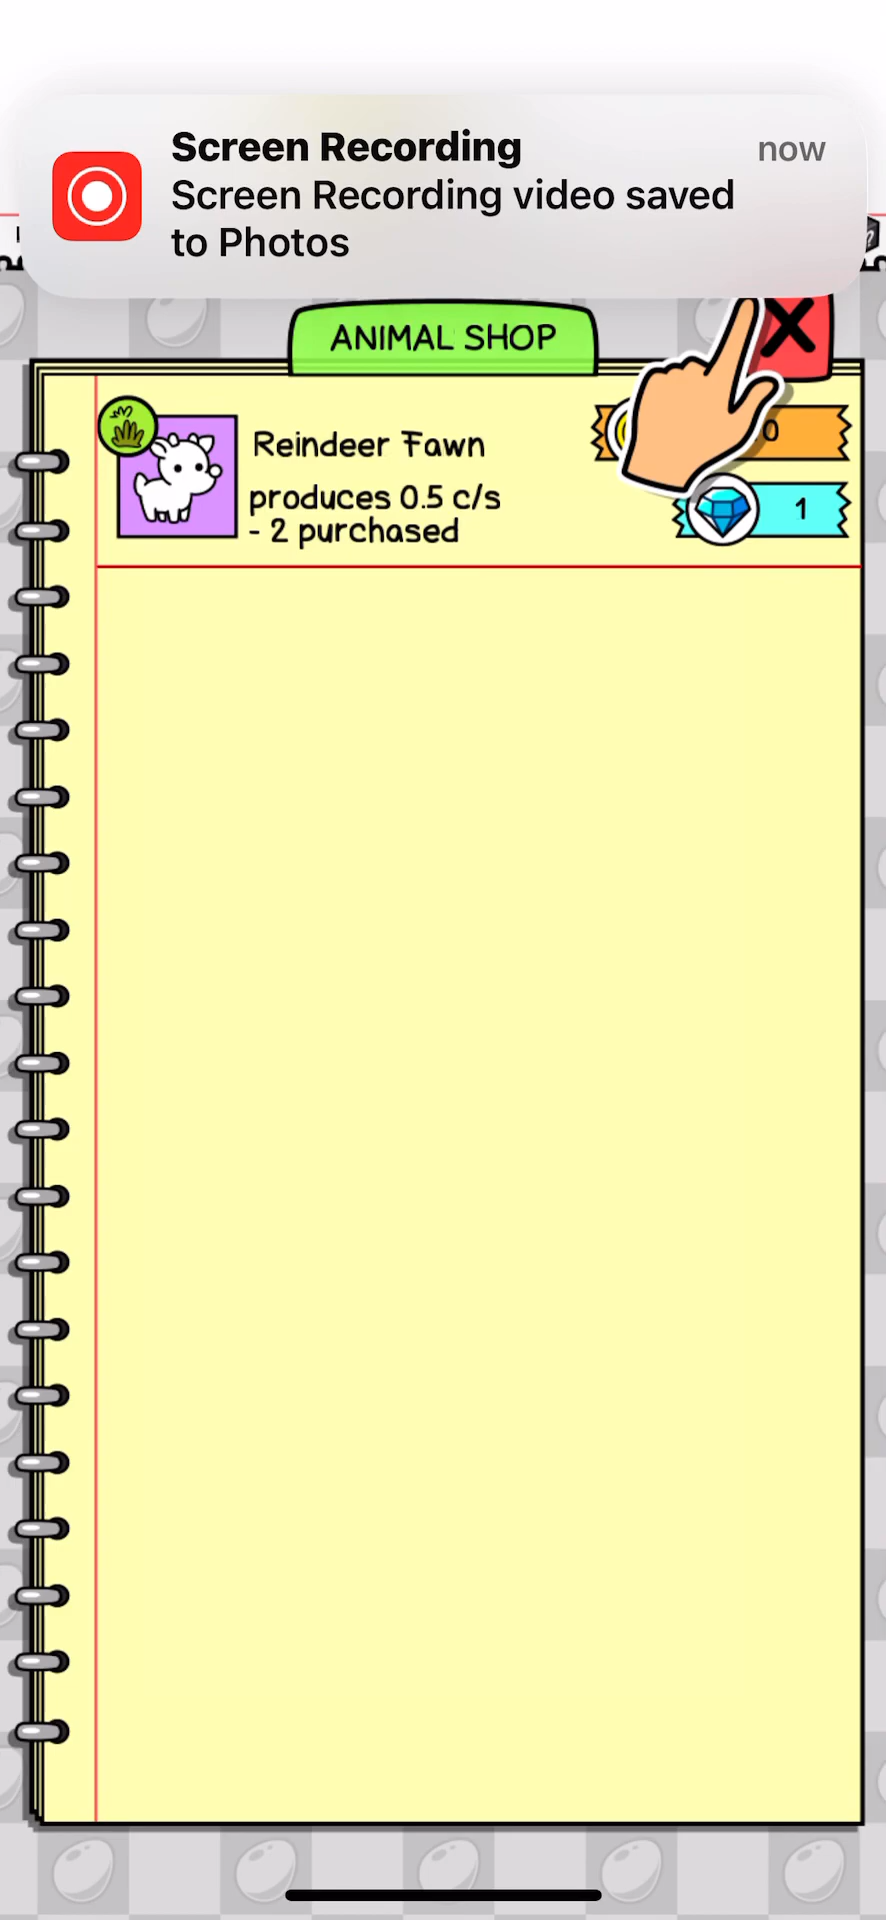 Screen Recording
now
Screen Recording video saved
to Photos
ANIMAL SHOP
X
Reindeer Fawn
produces 0.5 c/s
- 2 purchased
0
1